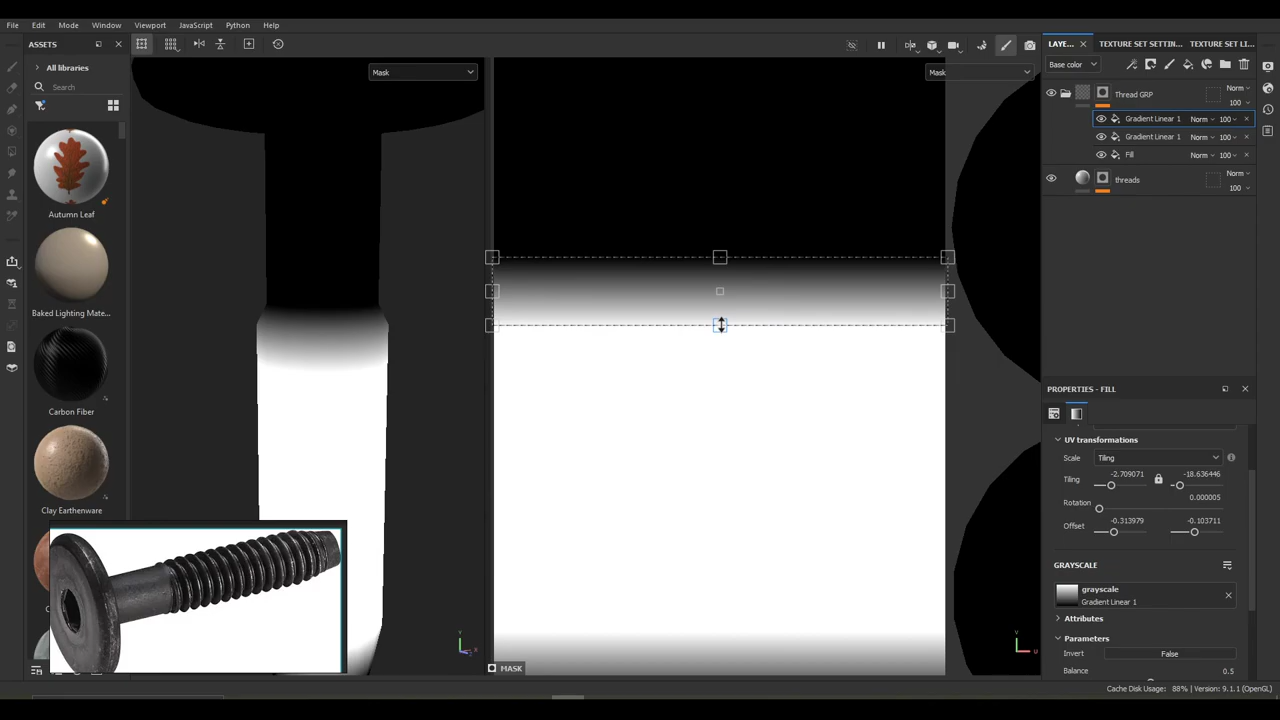 File Edit Mode Window Viewport JavaScript Python Help
ASSETS
All libraries
Search
Autumn Leaf
Baked Lighting Mate...
Carbon Fiber
Clay Earthenware
Mask
Mask
MASK
LAYE... TEXTURE SET SETTIN... TEXTURE SET LI...
Base color
Thread GRP Norm
100
Gradient Linear 1 Norm 100
Gradient Linear 1 Norm 100
Fill Norm 100
threads Norm
100
PROPERTIES - FILL
UV transformations
Scale Tiling
Tiling -2.709071 -18.636446
Rotation 0.000005
Offset -0.313979 -0.103711
GRAYSCALE
grayscale
Gradient Linear 1
Attributes
Parameters
Invert False
Balance 0.5
Cache Disk Usage: 88% | Version: 9.1.1 (OpenGL)